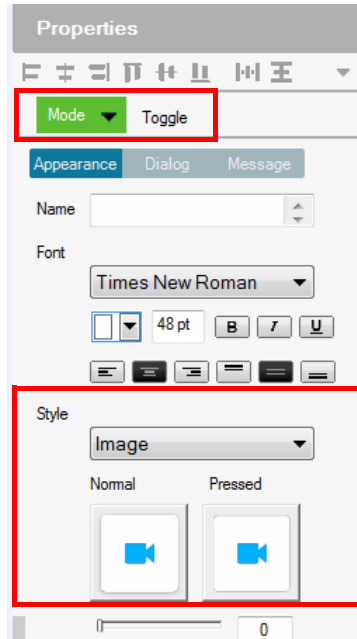 Properties
Mode Toggle
Appearance Dialog Message
Name
Font
Times New Roman
48 pt B I U
Style
Image
Normal Pressed
0